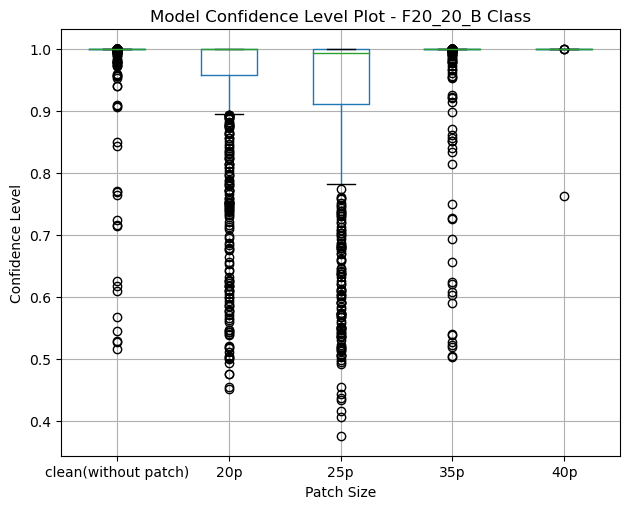 Model Confidence Level Plot - F20_20_B Class
1.0
0.9
0.8
0.7
0.6
0.5
0.4
Confidence Level
clean(without patch) 20p 25p 35p 40p
Patch Size